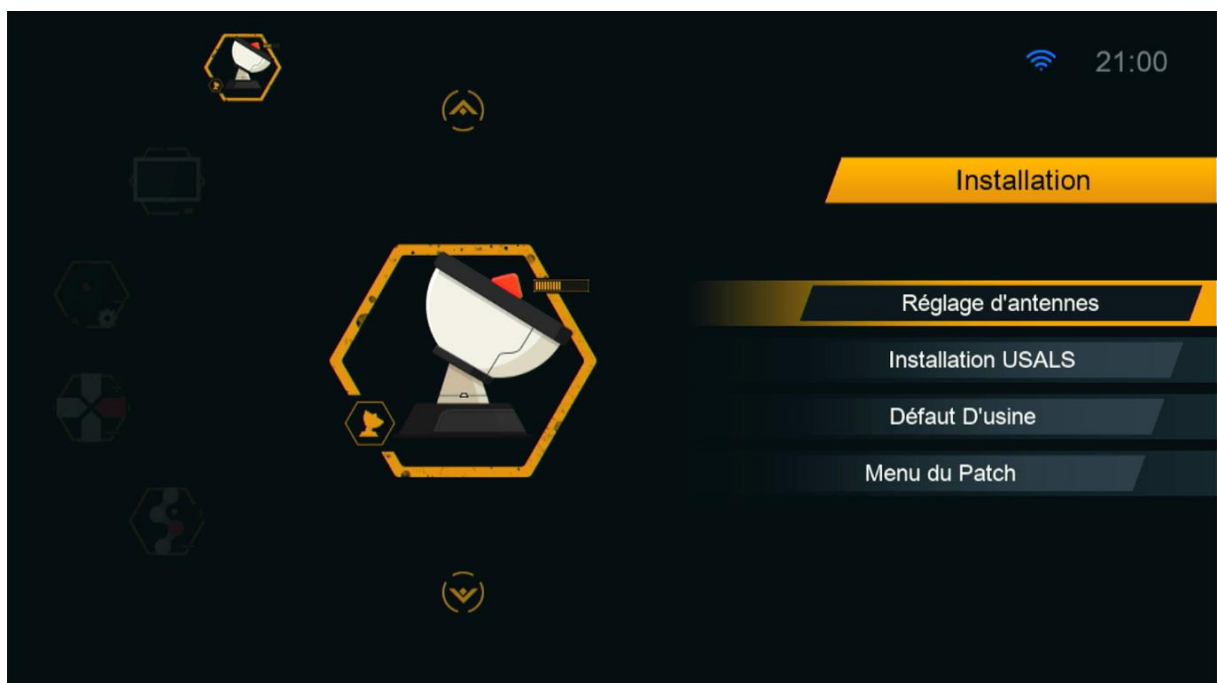 21:00
Installation
Réglage d'antennes
Installation USALS
Défaut D'usine
Menu du Patch